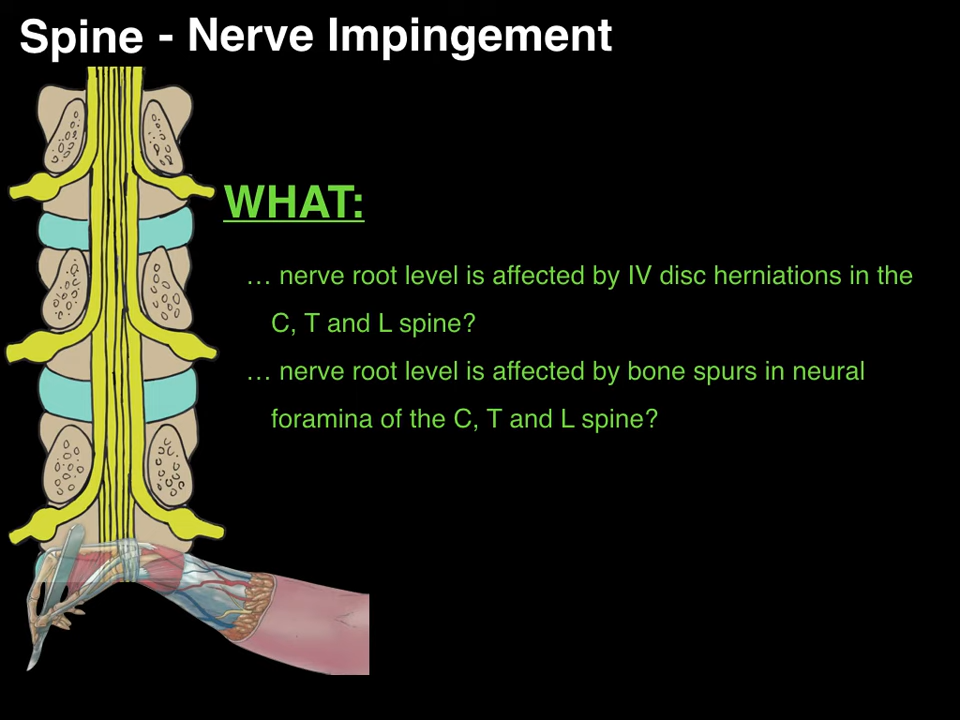 Spine - Nerve Impingement
WHAT:
… nerve root level is affected by IV disc herniations in the
C, T and L spine?
… nerve root level is affected by bone spurs in neural
foramina of the C, T and L spine?